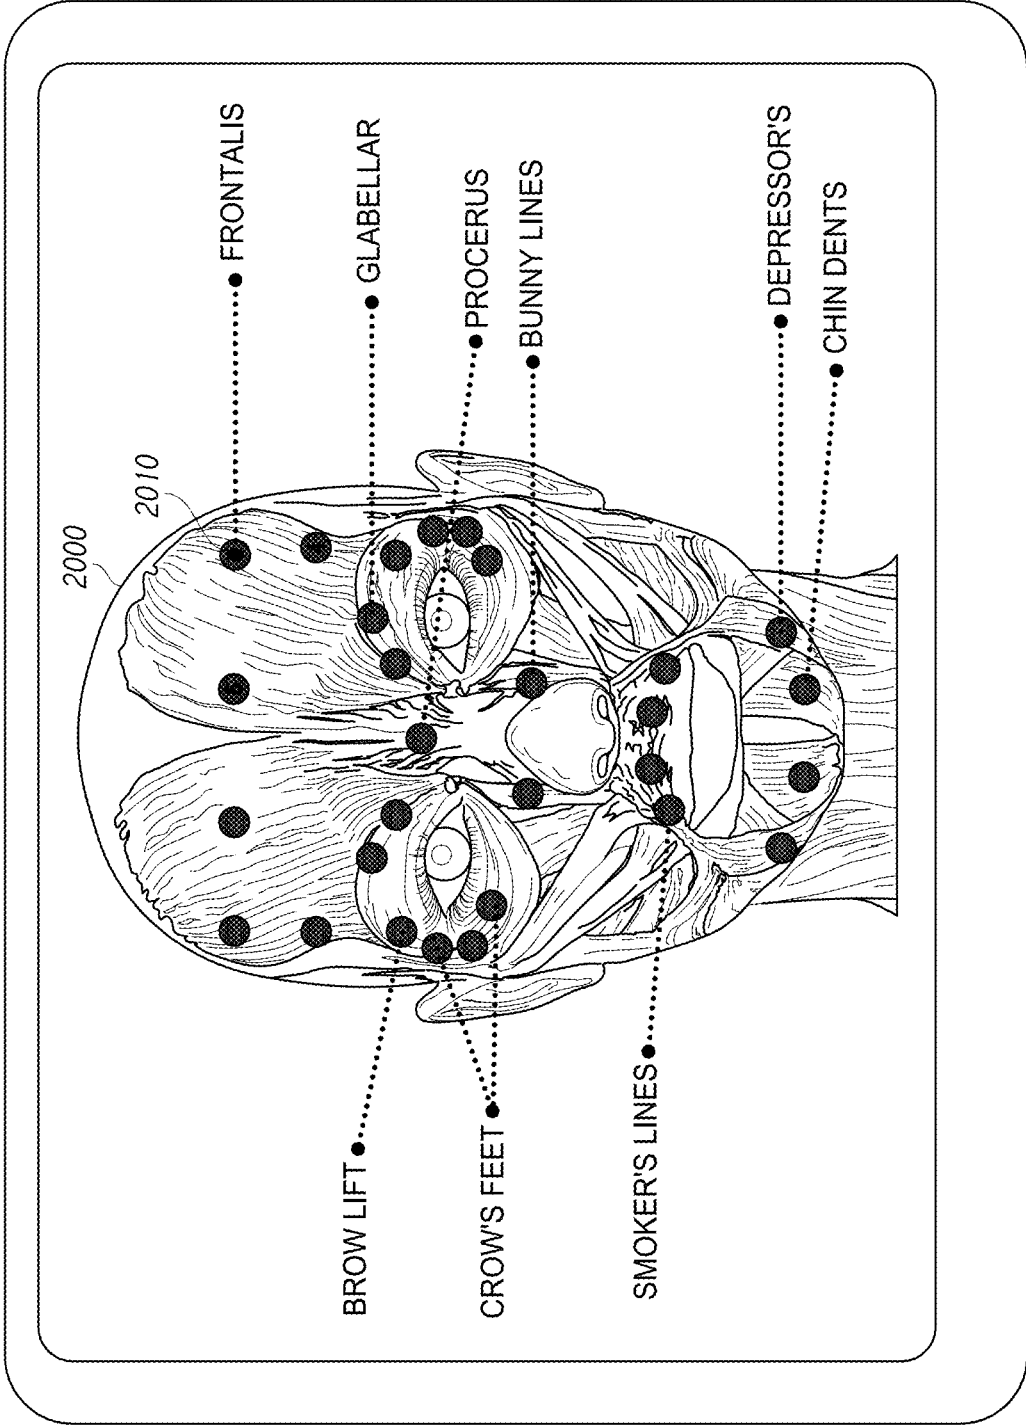 2000
2010
FRONTALIS
GLABELLAR
PROCERUS
BUNNY LINES
DEPRESSOR'S
CHIN DENTS
BROW LIFT
CROW'S FEET
SMOKER'S LINES